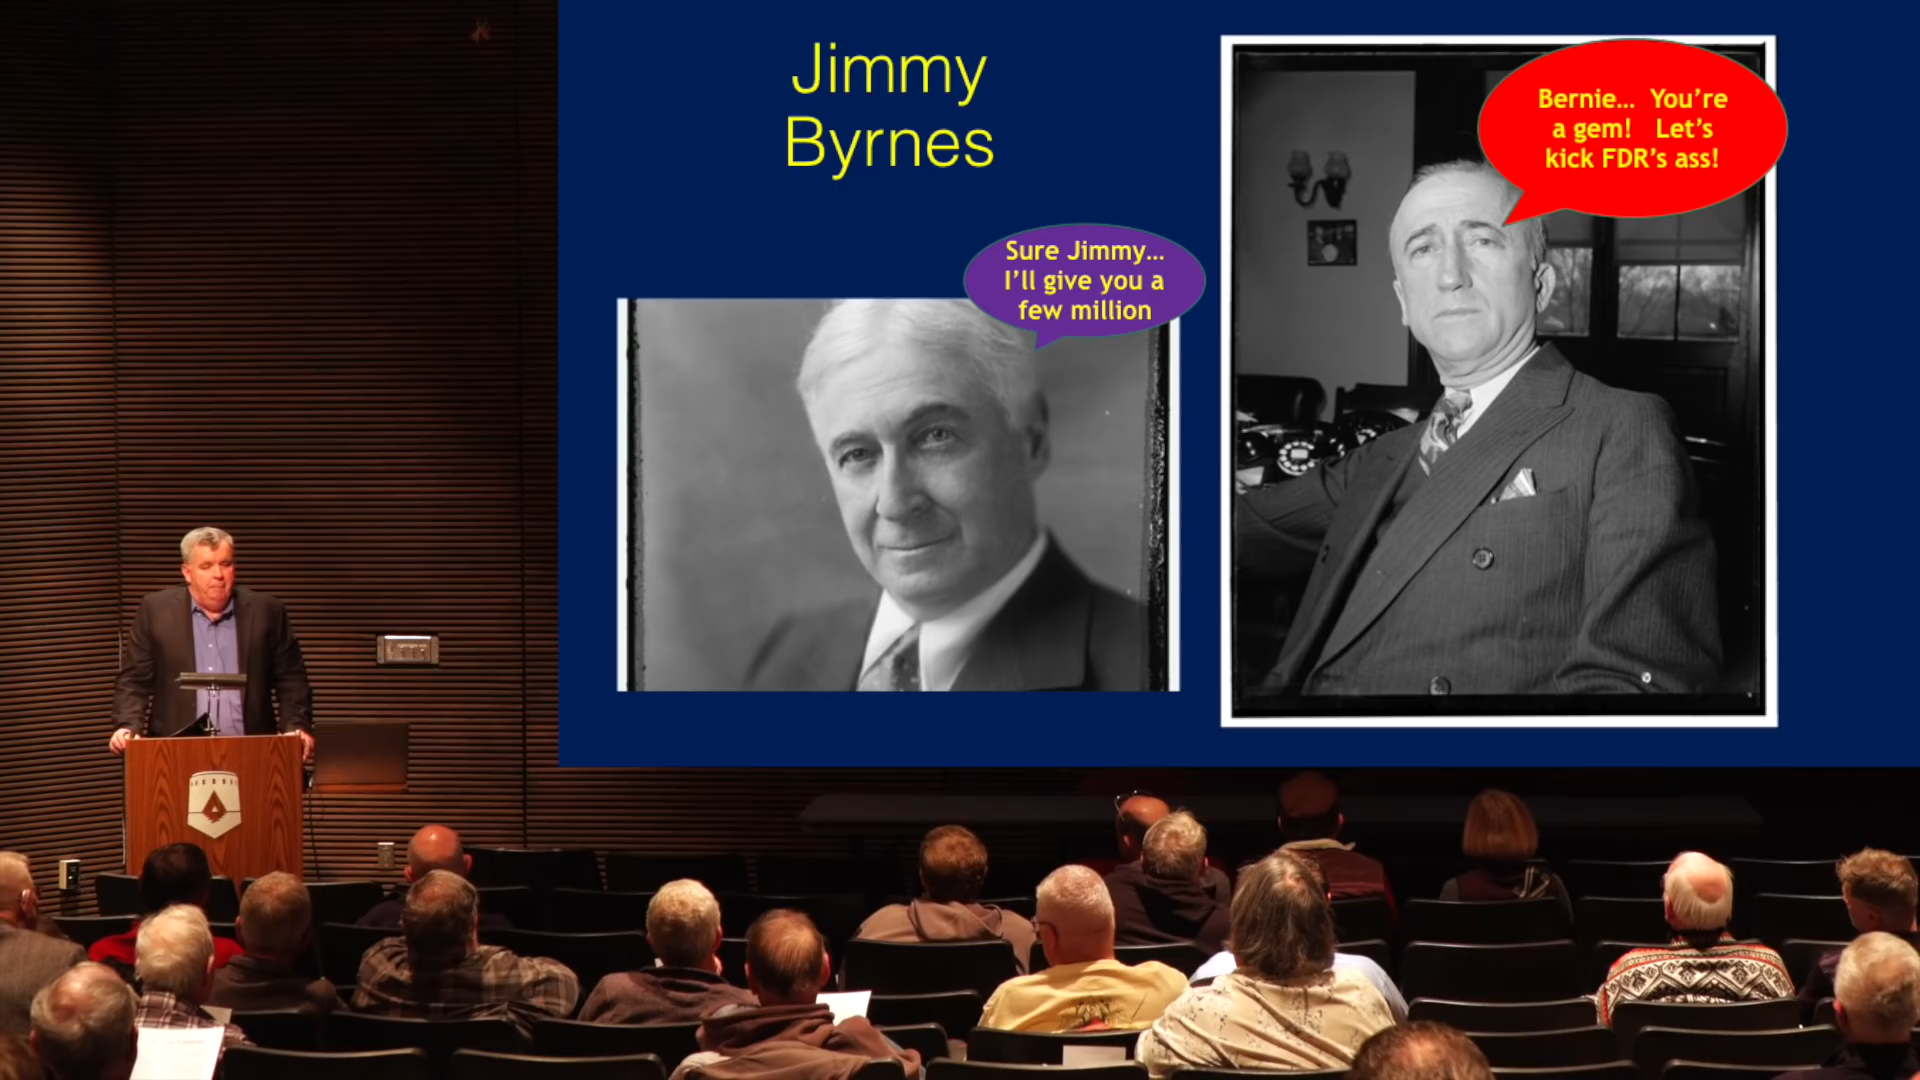 Jimmy
Byrnes
Bernie... You're
a gem! Let's
kick FDR's ass!
Sure Jimmy...
I'll give you a
few million